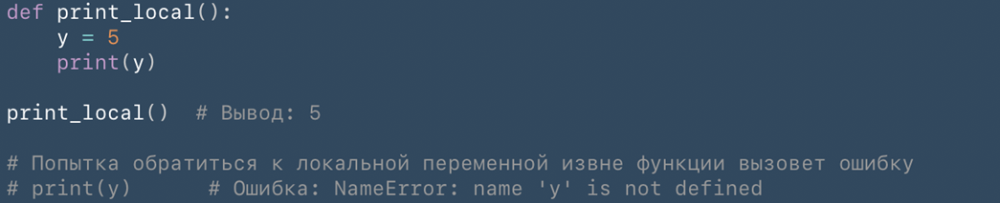 def print_local():
    y = 5
    print(y)

print_local()  # Вывод: 5

# Попытка обратиться к локальной переменной извне функции вызовет ошибку
# print(y)      # Ошибка: NameError: name 'y' is not defined